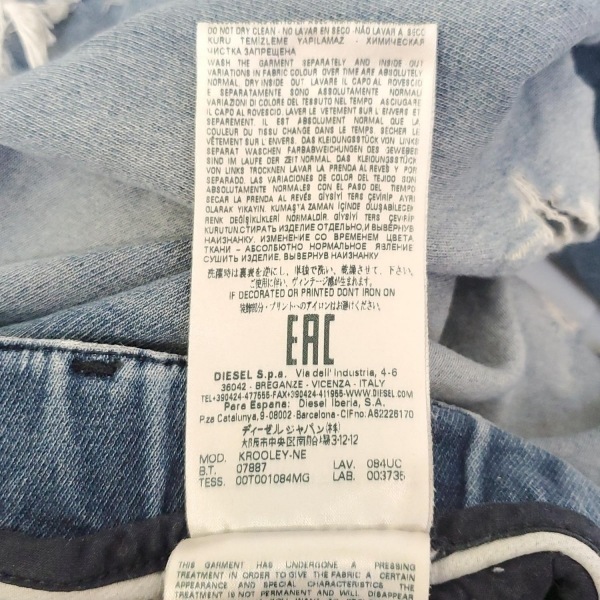 DO NOT DRY CLEAN - NO LAVAR EN SECO - NÃO LAVAR A SECO
KURU TEMIZLEME YAPILAMAZ - ХИМИЧЕСКАЯ
ЧИСТКА ЗАПРЕЩЕНА
WASH THE GARMENT SEPARATELY AND INSIDE OUT
VARIATIONS IN FABRIC COLOUR OVER TIME ARE ABSOLUTELY
NORMAL. DRY INSIDE OUT LAVARE IL CAPO AL ROVESCIO
E SEPARATAMENTE SONO ASSOLUTAMENTE NORMALI
VARIAZIONI DI COLORE DEL TESSUTO NEL TEMPO. ASCIUGARE
IL CAPO AL ROVESCIO LAVER LE VETEMENT SUR L ENVERS ET
SEPAREMENT IL EST ABSOLUMENT NORMAL QUE LA
COULEUR DU TISSU CHANGE DANS LE TEMPS. SÉCHER LE
VÊTEMENT SUR L ENVERS. DAS KLEIDUNGSSTÜCK VON LINKS
SEPARAT WASCHEN FARBABWEICHUNGEN DES GEWEBES
SIND IM LAUFE DER ZEIT NORMAL. DAS KLEIDUNGSSTÜCK
VON LINKS TROCKNEN LAVAR LA PRENDA AL REVÉS Y POR
SEPARADO. LAS VARIACIONES DE COLOR DEL TEJIDO SON
ABSOLUTAMENTE NORMALES CON EL PASO DEL TIEMPO
SECAR LA PRENDA AL REVÉS GİYSİYİ TERS ÇEVİRİP AYRI
OLARAK YIKAYIN. KUMAŞTA ZAMAN İÇİNDE OLUŞABİLECEK
RENK DEĞİŞİKLİKLERİ NORMALDİR. GİYSİYİ TERS ÇEVİRİP
KURUTUN СТИРАТЬ ИЗДЕЛИЕ ОТДЕЛЬНО, И ВЫВЕРНУВ
НАИЗНАНКУ. ИЗМЕНЕНИЕ СО ВРЕМЕНЕМ ЦВЕТА
ТКАНИ - АБСОЛЮТНО НОРМАЛЬНОЕ ЯВЛЕНИЕ
СУШИТЬ ИЗДЕЛИЕ, ВЫВЕРНУВ НАИЗНАНКУ
洗濯時は裏表を逆にし、単独で洗い、乾燥させて、下さい。
ご使用に伴い、ヴィンテージ感が生まれます。
IF DECORATED OR PRINTED DON'T IRON ON
装飾部分・プリントへのアイロンはお避けください。
EAC
DIESEL S.p.a. Via dell' Industria, 4-6
36042 - BREGANZE - VICENZA - ITALY
TEL+390424-477555-FAX+390424-411955-WWW.DIESEL.COM
Para Espana: Diesel Iberia, S.A.
P.za Catalunya, 9-08002 - Barcelona - CIFno. A62226170
ディーゼル ジャパン(株)
大阪市中央区南船場3-12-12
MOD. KROOLEY-NE
B.T. 07887 LAV. 084UC
TESS. 00T001084MG LAB. 003735
THIS GARMENT HAS UNDERGONE A PRESSING
TREATMENT IN ORDER TO GIVE THE FABRIC A CERTAIN
APPEARANCE AND SPECIAL CHARACTERISTICS. THE
TREATMENT IS NOT PERMANENT AND WILL DISAPPEAR